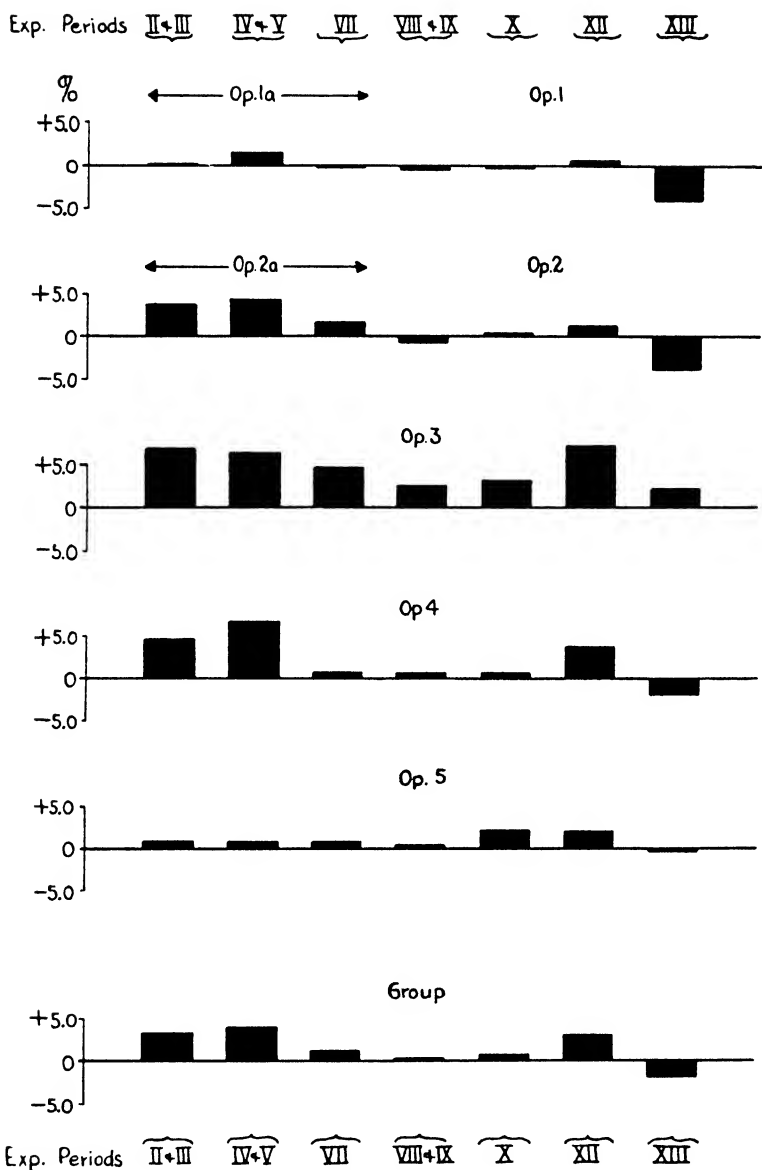 Exp. Periods II & III IV & V VII VIII & IX X XII XIII
% Op.1a Op.1
+5.0
0
−5.0
Op.2a Op.2
+5.0
0
−5.0
Op.3
+5.0
0
−5.0
Op4
+5.0
0
−5.0
Op. 5
+5.0
0
−5.0
Group
+5.0
0
−5.0
Exp. Periods II & III IV & V VII VIII & IX X XII XIII